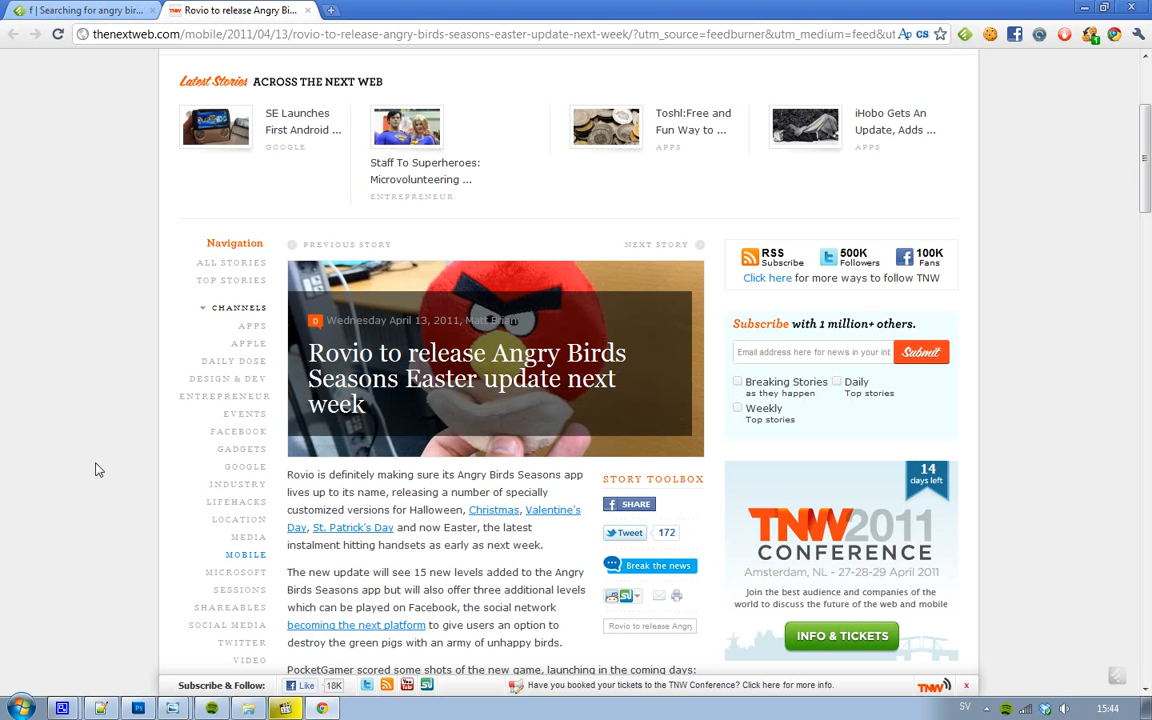 f | Searching for angry bir...
Rovio to release Angry Bi...
thenextweb.com/mobile/2011/04/13/rovio-to-release-angry-birds-seasons-easter-update-next-week/?utm_source=feedburner&utm_medium=feed&ut
Latest Stories ACROSS THE NEXT WEB
SE Launches
First Android ...
GOOGLE
Staff To Superheroes:
Microvolunteering ...
ENTREPRENEUR
Toshl:Free and
Fun Way to ...
APPS
iHobo Gets An
Update, Adds ...
APPS
Navigation
ALL STORIES
TOP STORIES
CHANNELS
APPS
APPLE
DAILY DOSE
DESIGN & DEV
ENTREPRENEUR
EVENTS
FACEBOOK
GADGETS
GOOGLE
INDUSTRY
LIFEHACKS
LOCATION
MEDIA
MOBILE
MICROSOFT
SESSIONS
SHAREABLES
SOCIAL MEDIA
TWITTER
VIDEO
PREVIOUS STORY
NEXT STORY
0 Wednesday April 13, 2011, Matt Brian
Rovio to release Angry Birds
Seasons Easter update next
week
Rovio is definitely making sure its Angry Birds Seasons app
lives up to its name, releasing a number of specially
customized versions for Halloween, Christmas, Valentine's
Day, St. Patrick's Day and now Easter, the latest
instalment hitting handsets as early as next week.
The new update will see 15 new levels added to the Angry
Birds Seasons app but will also offer three additional levels
which can be played on Facebook, the social network
becoming the next platform to give users an option to
destroy the green pigs with an army of unhappy birds.
PocketGamer scored some shots of the new game, launching in the coming days:
STORY TOOLBOX
SHARE
Tweet 172
Break the news
Rovio to release Angry
RSS
Subscribe
500K
Followers
100K
Fans
Click here for more ways to follow TNW
Subscribe with 1 million+ others.
Email address here for news in your int
Submit
Breaking Stories
as they happen
Daily
Top stories
Weekly
Top stories
14
days left
TNW2011
CONFERENCE
Amsterdam, NL - 27-28-29 April 2011
Join the best audience and companies of the
world to discuss the future of the web and mobile
INFO & TICKETS
Subscribe & Follow:
Like 18K
Have you booked your tickets to the TNW Conference? Click here for more info.
TNW
x
SV
15:44